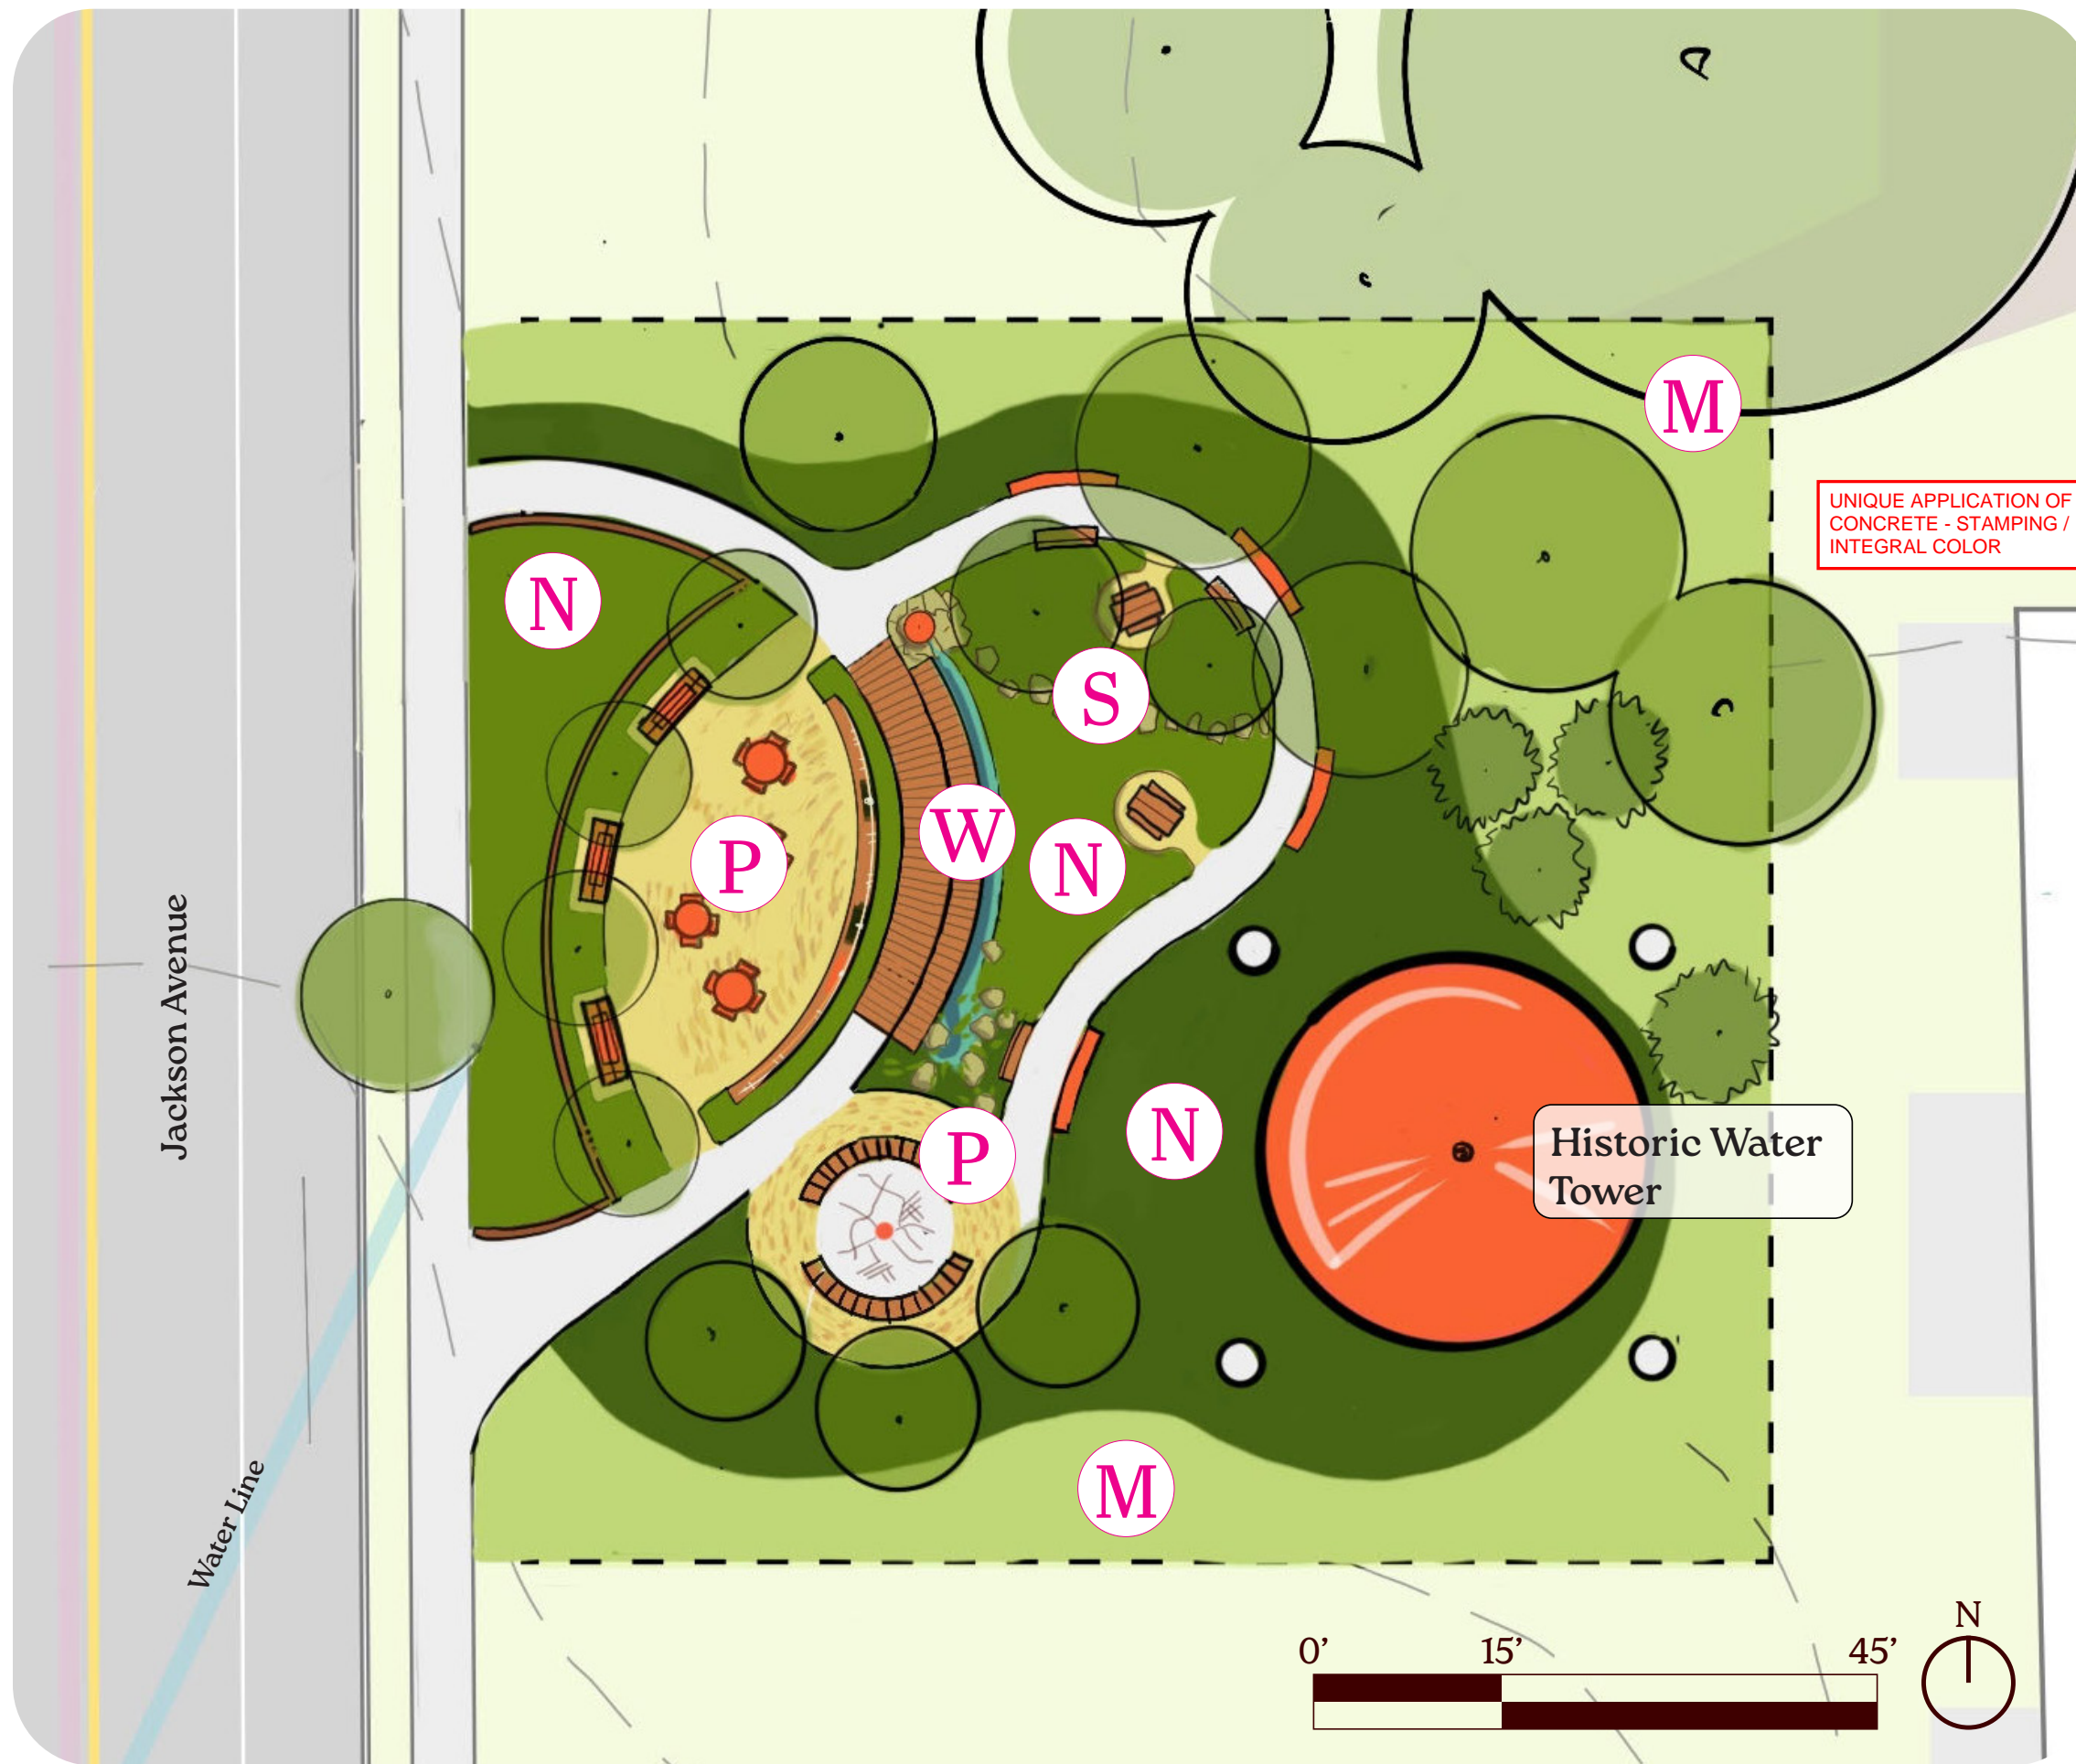 M
UNIQUE APPLICATION OF
CONCRETE - STAMPING /
INTEGRAL COLOR
N
S
P
W
N
Jackson Avenue
N
P
Historic Water
Tower
M
Water Line
N
0’ 15’ 45’